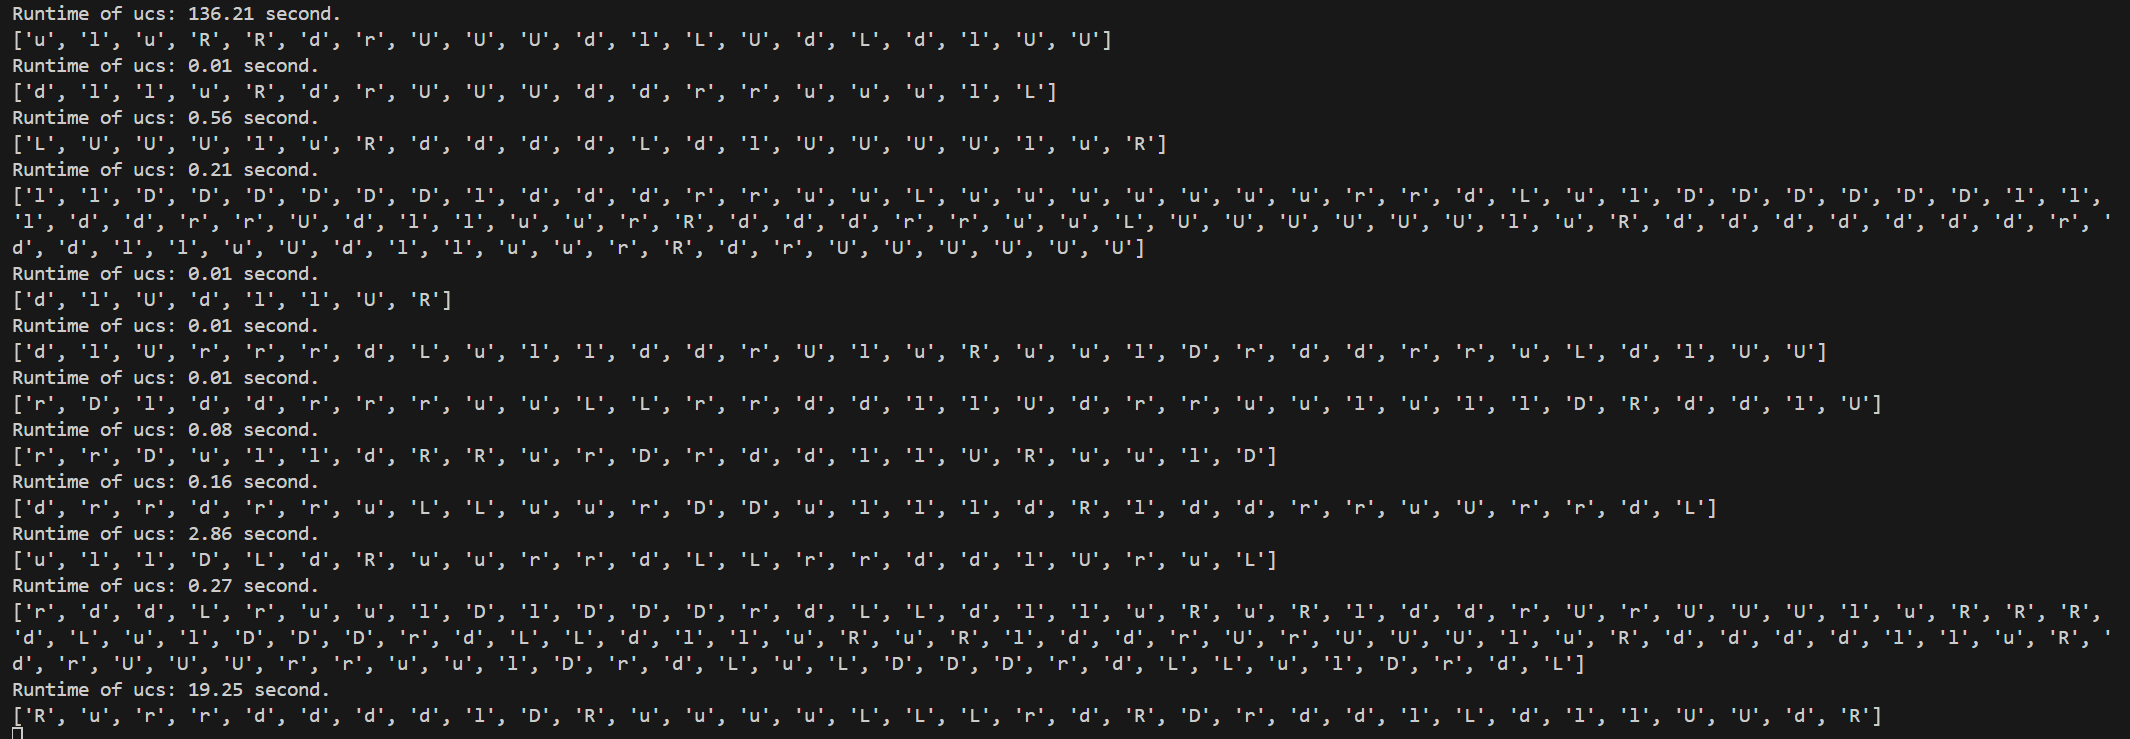 Runtime of ucs: 136.21 second.
['u', 'l', 'u', 'R', 'R', 'd', 'r', 'U', 'U', 'U', 'd', 'l', 'L', 'U', 'd', 'L', 'd', 'l', 'U', 'U']
Runtime of ucs: 0.01 second.
['d', 'l', 'l', 'u', 'R', 'd', 'r', 'U', 'U', 'U', 'd', 'd', 'r', 'r', 'u', 'u', 'u', 'l', 'L']
Runtime of ucs: 0.56 second.
['L', 'U', 'U', 'U', 'l', 'u', 'R', 'd', 'd', 'd', 'd', 'L', 'd', 'l', 'U', 'U', 'U', 'U', 'l', 'u', 'R']
Runtime of ucs: 0.21 second.
['l', 'l', 'D', 'D', 'D', 'D', 'D', 'D', 'l', 'd', 'd', 'd', 'r', 'r', 'u', 'u', 'L', 'u', 'u', 'u', 'u', 'u', 'u', 'u', 'r', 'r', 'd', 'L', 'u', 'l', 'D', 'D', 'D', 'D', 'D', 'D', 'l', 'l',
'l', 'd', 'd', 'r', 'r', 'U', 'd', 'l', 'l', 'u', 'u', 'r', 'R', 'd', 'd', 'd', 'r', 'r', 'u', 'u', 'L', 'U', 'U', 'U', 'U', 'U', 'U', 'l', 'u', 'R', 'd', 'd', 'd', 'd', 'd', 'd', 'd', 'r', '
d', 'd', 'l', 'l', 'u', 'U', 'd', 'l', 'l', 'u', 'u', 'r', 'R', 'd', 'r', 'U', 'U', 'U', 'U', 'U', 'U']
Runtime of ucs: 0.01 second.
['d', 'l', 'U', 'd', 'l', 'l', 'U', 'R']
Runtime of ucs: 0.01 second.
['d', 'l', 'U', 'r', 'r', 'r', 'd', 'L', 'u', 'l', 'l', 'd', 'd', 'r', 'U', 'l', 'u', 'R', 'u', 'u', 'l', 'D', 'r', 'd', 'd', 'r', 'r', 'u', 'L', 'd', 'l', 'U', 'U']
Runtime of ucs: 0.01 second.
['r', 'D', 'l', 'd', 'd', 'r', 'r', 'r', 'u', 'u', 'L', 'L', 'r', 'r', 'd', 'd', 'l', 'l', 'U', 'd', 'r', 'r', 'u', 'u', 'l', 'u', 'l', 'l', 'D', 'R', 'd', 'd', 'l', 'U']
Runtime of ucs: 0.08 second.
['r', 'r', 'D', 'u', 'l', 'l', 'd', 'R', 'R', 'u', 'r', 'D', 'r', 'd', 'd', 'l', 'l', 'U', 'R', 'u', 'u', 'l', 'D']
Runtime of ucs: 0.16 second.
['d', 'r', 'r', 'd', 'r', 'r', 'u', 'L', 'L', 'u', 'u', 'r', 'D', 'D', 'u', 'l', 'l', 'l', 'd', 'R', 'l', 'd', 'd', 'r', 'r', 'u', 'U', 'r', 'r', 'd', 'L']
Runtime of ucs: 2.86 second.
['u', 'l', 'l', 'D', 'L', 'd', 'R', 'u', 'u', 'r', 'r', 'd', 'L', 'L', 'r', 'r', 'd', 'd', 'l', 'U', 'r', 'u', 'L']
Runtime of ucs: 0.27 second.
['r', 'd', 'd', 'L', 'r', 'u', 'u', 'l', 'D', 'l', 'D', 'D', 'D', 'r', 'd', 'L', 'L', 'd', 'l', 'l', 'u', 'R', 'u', 'R', 'l', 'd', 'd', 'r', 'U', 'r', 'U', 'U', 'U', 'l', 'u', 'R', 'R', 'R',
'd', 'L', 'u', 'l', 'D', 'D', 'D', 'r', 'd', 'L', 'L', 'd', 'l', 'l', 'u', 'R', 'u', 'R', 'l', 'd', 'd', 'r', 'U', 'r', 'U', 'U', 'U', 'l', 'u', 'R', 'd', 'd', 'd', 'd', 'l', 'l', 'u', 'R', '
d', 'r', 'U', 'U', 'U', 'r', 'r', 'u', 'u', 'l', 'D', 'r', 'd', 'L', 'u', 'L', 'D', 'D', 'D', 'r', 'd', 'L', 'L', 'u', 'l', 'D', 'r', 'd', 'L']
Runtime of ucs: 19.25 second.
['R', 'u', 'r', 'r', 'd', 'd', 'd', 'd', 'l', 'D', 'R', 'u', 'u', 'u', 'u', 'L', 'L', 'L', 'r', 'd', 'R', 'D', 'r', 'd', 'd', 'l', 'L', 'd', 'l', 'l', 'U', 'U', 'd', 'R']